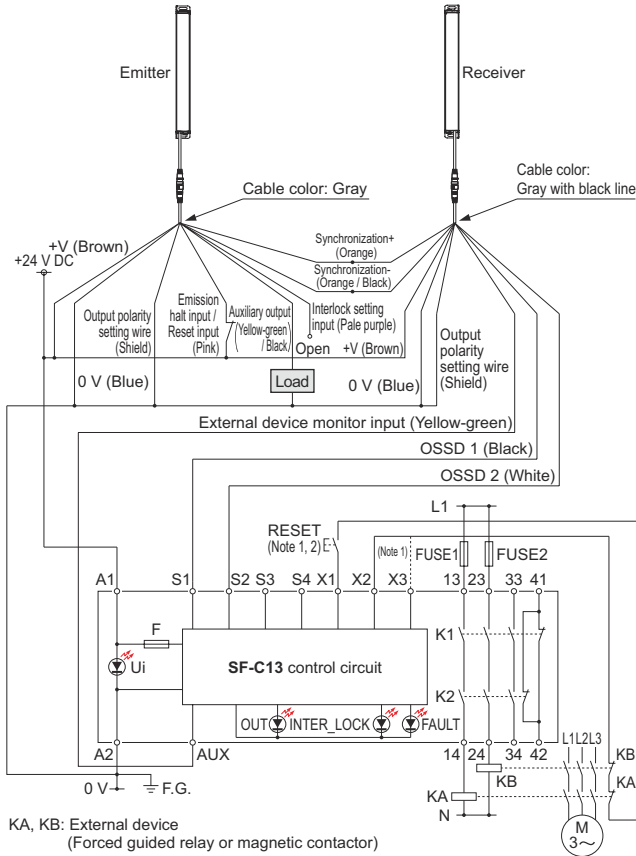 Emitter
Receiver
Cable color: Gray
Cable color:
Gray with black line
+V (Brown)
+24 V DC
Synchronization+
(Orange)
Synchronization-
(Orange / Black)
Output polarity
setting wire
(Shield)
Emission
halt input /
Reset input
(Pink)
Auxiliary output
(Yellow-green
/ Black)
Interlock setting
input (Pale purple)
Open
+V (Brown)
Output
polarity
setting wire
(Shield)
0 V (Blue)
Load
0 V (Blue)
External device monitor input (Yellow-green)
OSSD 1 (Black)
OSSD 2 (White)
L1
RESET
(Note 1, 2)
(Note 1)
FUSE1
FUSE2
A1
S1
S2
S3
S4
X1
X2
X3
13
23
33
41
F
K1
Ui
SF-C13 control circuit
K2
OUT
INTER_LOCK
FAULT
A2
AUX
14
24
34
42
L1
L2
L3
KB
KB
KA
KA
0 V
F.G.
N
M
3~
KA, KB: External device
(Forced guided relay or magnetic contactor)